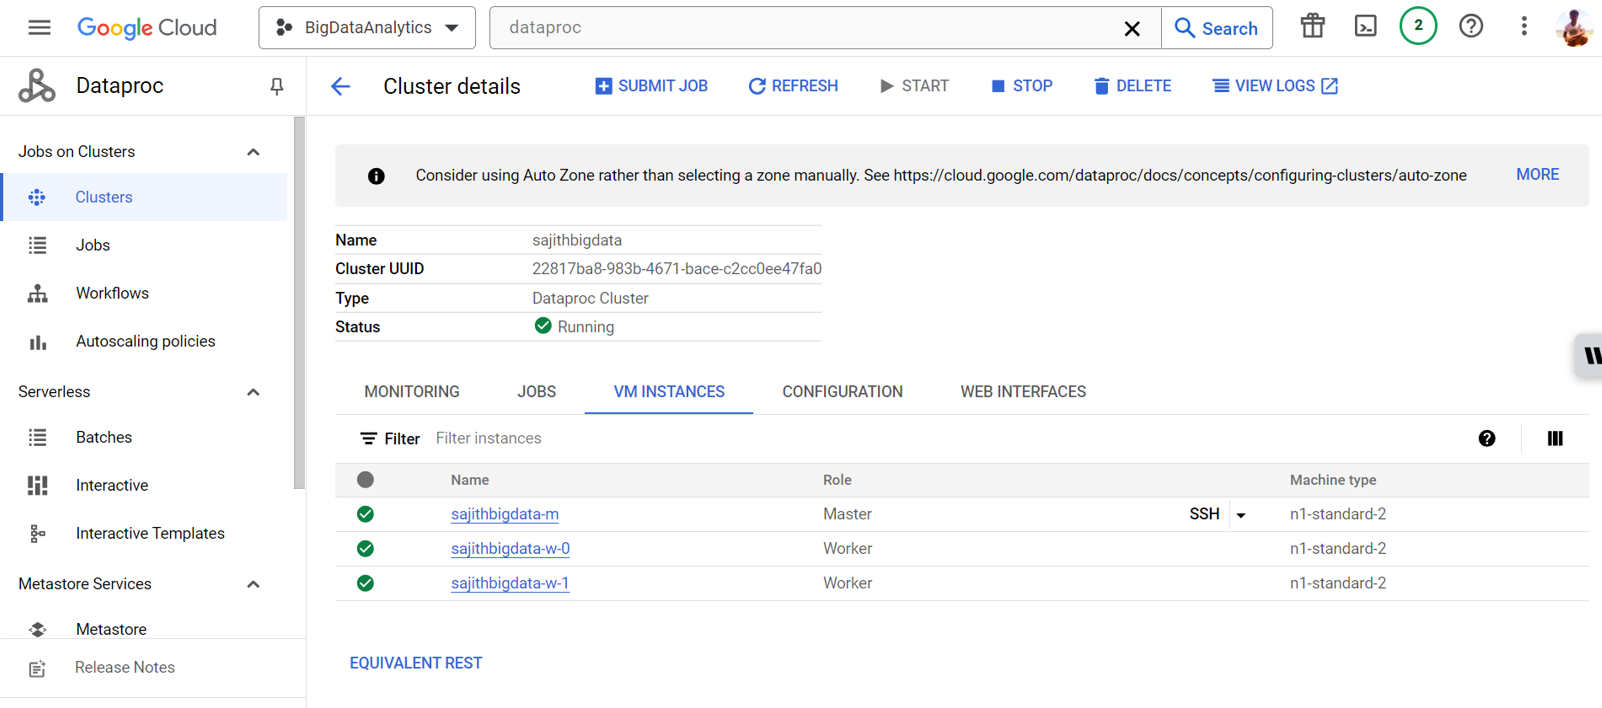 Google Cloud
BigDataAnalytics
dataproc
Search
2
Dataproc
Cluster details
SUBMIT JOB
REFRESH
START
STOP
DELETE
VIEW LOGS
Jobs on Clusters
Clusters
Jobs
Workflows
Autoscaling policies
Serverless
Batches
Interactive
Interactive Templates
Metastore Services
Metastore
Release Notes
Consider using Auto Zone rather than selecting a zone manually. See https://cloud.google.com/dataproc/docs/concepts/configuring-clusters/auto-zone
MORE
Name sajithbigdata
Cluster UUID 22817ba8-983b-4671-bace-c2cc0ee47fa0
Type Dataproc Cluster
Status Running
MONITORING JOBS VM INSTANCES CONFIGURATION WEB INTERFACES
Filter Filter instances
Name Role Machine type
sajithbigdata-m Master SSH n1-standard-2
sajithbigdata-w-0 Worker n1-standard-2
sajithbigdata-w-1 Worker n1-standard-2
EQUIVALENT REST